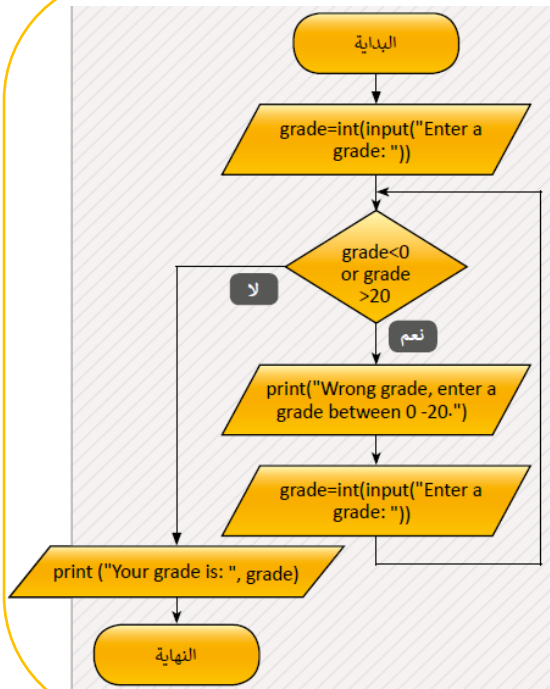 البداية
grade=int(input("Enter a
grade: "))
grade<0
or grade
>20
لا
نعم
print("Wrong grade, enter a
grade between 0 -20.")
grade=int(input("Enter a
grade: "))
print ("Your grade is: ", grade)
النهاية